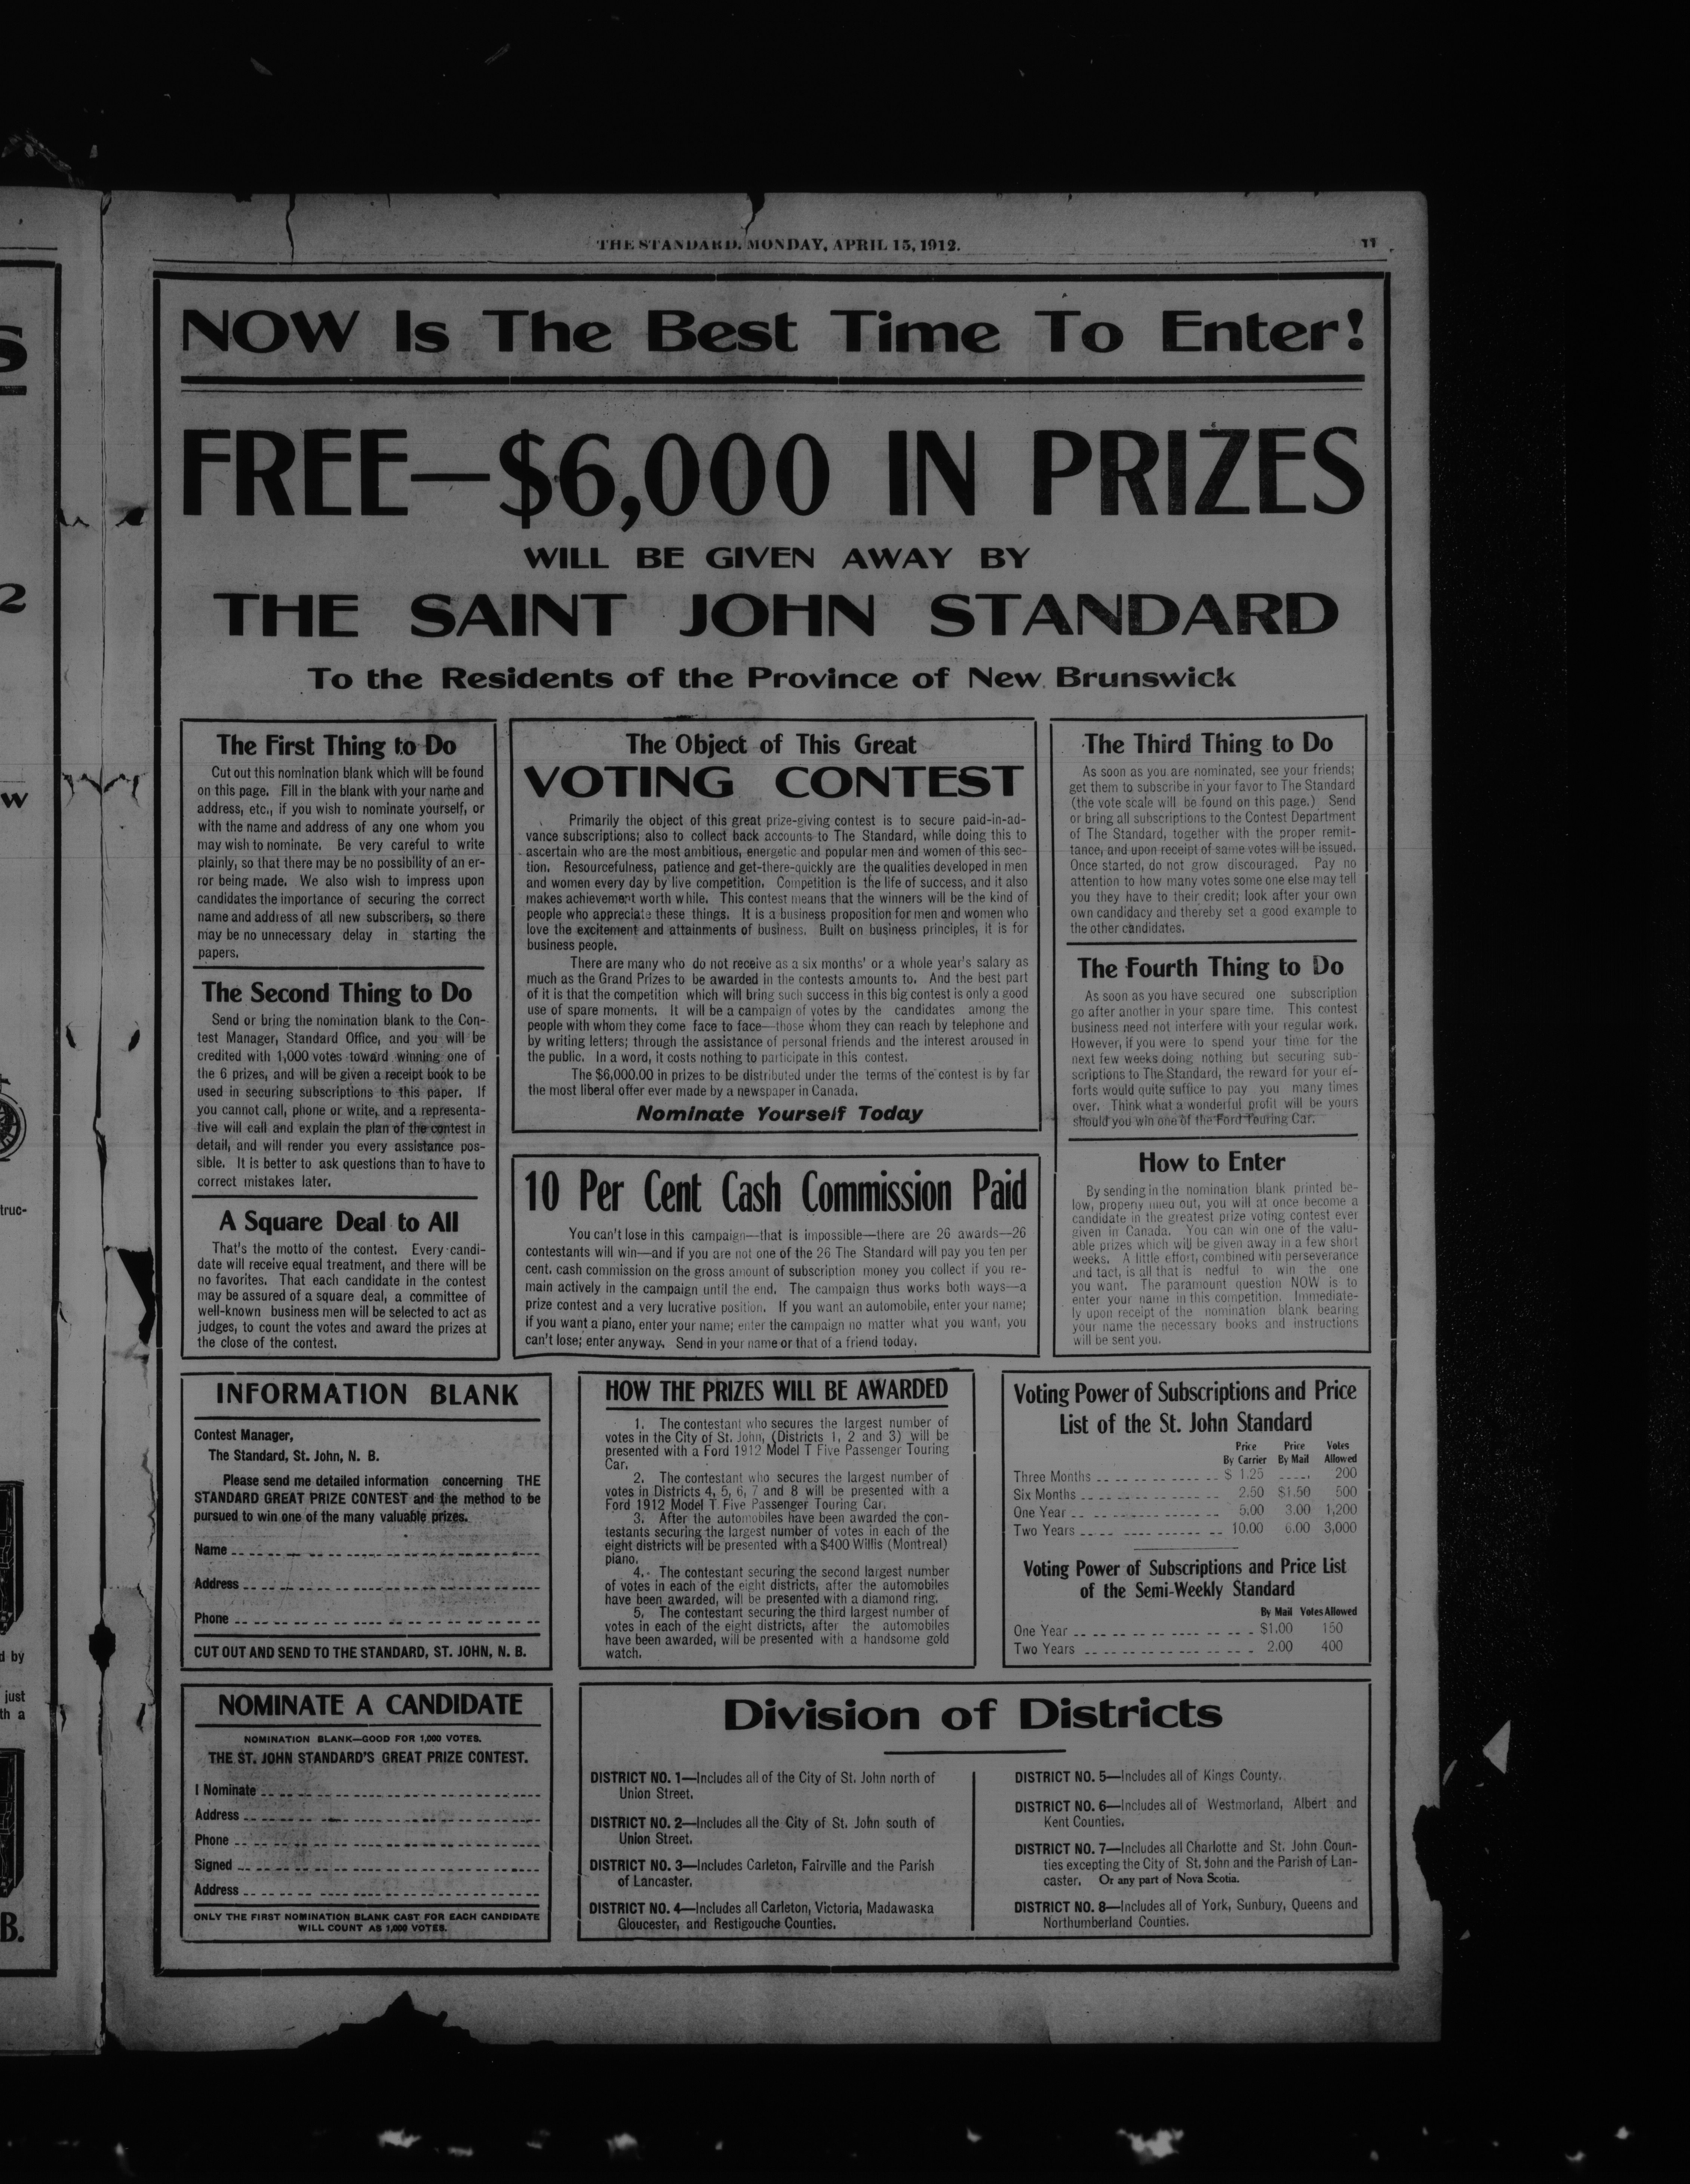 THE STANDARD, MONDAY, APRIL 15, 1912.
11
NOW Is The Best Time To Enter!
FREE—$6,000 IN PRIZES
WILL BE GIVEN AWAY BY
THE SAINT JOHN STANDARD
To the Residents of the Province of New Brunswick
The First Thing to Do
Cut out this nomination blank which will be found
on this page. Fill in the blank with your name and
address, etc., if you wish to nominate yourself, or
with the name and address of any one whom you
may wish to nominate. Be very careful to write
plainly, so that there may be no possibility of an er-
ror being made. We also wish to impress upon
candidates the importance of securing the correct
name and address of all new subscribers, so there
may be no unnecessary delay in starting the
papers.
The Second Thing to Do
Send or bring the nomination blank to the Con-
test Manager, Standard Office, and you will be
credited with 1,000 votes toward winning one of
the 6 prizes, and will be given a receipt book to be
used in securing subscriptions to this paper. If
you cannot call, phone or write, and a representa-
tive will call and explain the plan of the contest in
detail, and will render you every assistance pos-
sible. It is better to ask questions than to have to
correct mistakes later.
A Square Deal to All
That's the motto of the contest. Every candi-
date will receive equal treatment, and there will be
no favorites. That each candidate in the contest
may be assured of a square deal, a committee of
well-known business men will be selected to act as
judges, to count the votes and award the prizes at
the close of the contest.
The Object of This Great
VOTING CONTEST
Primarily the object of this great prize-giving contest is to secure paid-in-ad-
vance subscriptions; also to collect back accounts to The Standard, while doing this to
ascertain who are the most ambitious, energetic and popular men and women of this sec-
tion. Resourcefulness, patience and get-there-quickly are the qualities developed in men
and women every day by live competition. Competition is the life of success, and it also
makes achievement worth while. This contest means that the winners will be the kind of
people who appreciate these things. It is a business proposition for men and women who
love the excitement and attainments of business. Built on business principles, it is for
business people.
There are many who do not receive as a six months' or a whole year's salary as
much as the Grand Prizes to be awarded in the contests amounts to. And the best part
of it is that the competition which will bring such success in this big contest is only a good
use of spare moments. It will be a campaign of votes by the candidates among the
people with whom they come face to face—those whom they can reach by telephone and
by writing letters; through the assistance of personal friends and the interest aroused in
the public. In a word, it costs nothing to participate in this contest.
The $6,000.00 in prizes to be distributed under the terms of the contest is by far
the most liberal offer ever made by a newspaper in Canada.
Nominate Yourself Today
10 Per Cent Cash Commission Paid
You can't lose in this campaign—that is impossible—there are 26 awards—26
contestants will win—and if you are not one of the 26 The Standard will pay you ten per
cent. cash commission on the gross amount of subscription money you collect if you re-
main actively in the campaign until the end. The campaign thus works both ways—a
prize contest and a very lucrative position. If you want an automobile, enter your name;
if you want a piano, enter your name; enter the campaign no matter what you want, you
can't lose; enter anyway. Send in your name or that of a friend today.
The Third Thing to Do
As soon as you are nominated, see your friends;
get them to subscribe in your favor to The Standard
(the vote scale will be found on this page.) Send
or bring all subscriptions to the Contest Department
of The Standard, together with the proper remit-
tance, and upon receipt of same votes will be issued.
Once started, do not grow discouraged. Pay no
attention to how many votes some one else may tell
you they have to their credit; look after your own
own candidacy and thereby set a good example to
the other candidates.
The Fourth Thing to Do
As soon as you have secured one subscription
go after another in your spare time. This contest
business need not interfere with your regular work.
However, if you were to spend your time for the
next few weeks doing nothing but securing sub-
scriptions to The Standard, the reward for your ef-
forts would quite suffice to pay you many times
over. Think what a wonderful profit will be yours
should you win one of the Ford Touring Car.
How to Enter
By sending in the nomination blank printed be-
low, properly filled out, you will at once become a
candidate in the greatest prize voting contest ever
given in Canada. You can win one of the valu-
able prizes which will be given away in a few short
weeks. A little effort, combined with perseverance
and tact, is all that is nedful to win the one
you want. The paramount question NOW is to
enter your name in this competition. Immediate-
ly upon receipt of the nomination blank bearing
your name the necessary books and instructions
will be sent you.
INFORMATION BLANK
Contest Manager,
The Standard, St. John, N. B.
Please send me detailed information concerning THE
STANDARD GREAT PRIZE CONTEST and the method to be
pursued to win one of the many valuable prizes.
Name
Address
Phone
CUT OUT AND SEND TO THE STANDARD, ST. JOHN, N. B.
HOW THE PRIZES WILL BE AWARDED
1. The contestant who secures the largest number of
votes in the City of St. John, (Districts 1, 2 and 3) will be
presented with a Ford 1912 Model T Five Passenger Touring
Car.
2. The contestant who secures the largest number of
votes in Districts 4, 5, 6, 7 and 8 will be presented with a
Ford 1912 Model T Five Passenger Touring Car.
3. After the automobiles have been awarded the con-
testants securing the largest number of votes in each of the
eight districts will be presented with a $400 Willis (Montreal)
piano.
4. The contestant securing the second largest number
of votes in each of the eight districts, after the automobiles
have been awarded, will be presented with a diamond ring.
5. The contestant securing the third largest number of
votes in each of the eight districts, after the automobiles
have been awarded, will be presented with a handsome gold
watch.
Voting Power of Subscriptions and Price
List of the St. John Standard
Price Price Votes
By Carrier By Mail Allowed
Three Months $ 1.25 ---- 200
Six Months 2.50 $1.50 500
One Year 5.00 3.00 1,200
Two Years 10.00 6.00 3,000
Voting Power of Subscriptions and Price List
of the Semi-Weekly Standard
By Mail Votes Allowed
One Year $1.00 150
Two Years 2.00 400
NOMINATE A CANDIDATE
NOMINATION BLANK—GOOD FOR 1,000 VOTES.
THE ST. JOHN STANDARD'S GREAT PRIZE CONTEST.
I Nominate
Address
Phone
Signed
Address
ONLY THE FIRST NOMINATION BLANK CAST FOR EACH CANDIDATE
WILL COUNT AS 1,000 VOTES.
Division of Districts
DISTRICT NO. 1—Includes all of the City of St. John north of
Union Street.
DISTRICT NO. 2—Includes all the City of St. John south of
Union Street.
DISTRICT NO. 3—Includes Carleton, Fairville and the Parish
of Lancaster.
DISTRICT NO. 4—Includes all Carleton, Victoria, Madawaska
Gloucester, and Restigouche Counties.
DISTRICT NO. 5—Includes all of Kings County.
DISTRICT NO. 6—Includes all of Westmorland, Albert and
Kent Counties.
DISTRICT NO. 7—Includes all Charlotte and St. John Coun-
ties excepting the City of St. John and the Parish of Lan-
caster. Or any part of Nova Scotia.
DISTRICT NO. 8—Includes all of York, Sunbury, Queens and
Northumberland Counties.